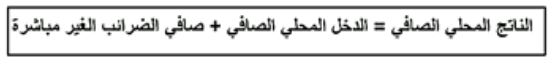 الناتج المحلي الصافي = الدخل المحلي الصافي + صافي الضرائب الغير مباشرة